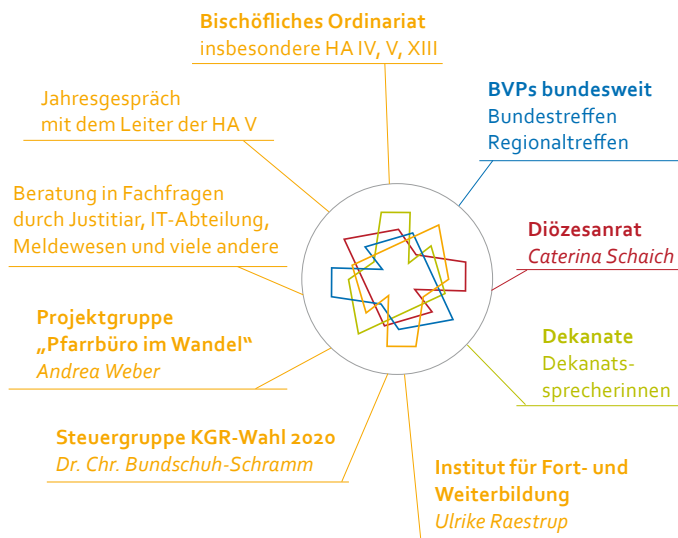 Bischöfliches Ordinariat
insbesondere HA IV, V, XIII
Jahresgespräch
mit dem Leiter der HA V
BVPs bundesweit
Bundestreffen
Regionaltreffen
Beratung in Fachfragen
durch Justitiar, IT-Abteilung,
Meldewesen und viele andere
Diözesanrat
Caterina Schaich
Projektgruppe
„Pfarrbüro im Wandel“
Andrea Weber
Dekanate
Dekanats-
sprecherinnen
Steuergruppe KGR-Wahl 2020
Dr. Chr. Bundschuh-Schramm
Institut für Fort- und
Weiterbildung
Ulrike Raestrup